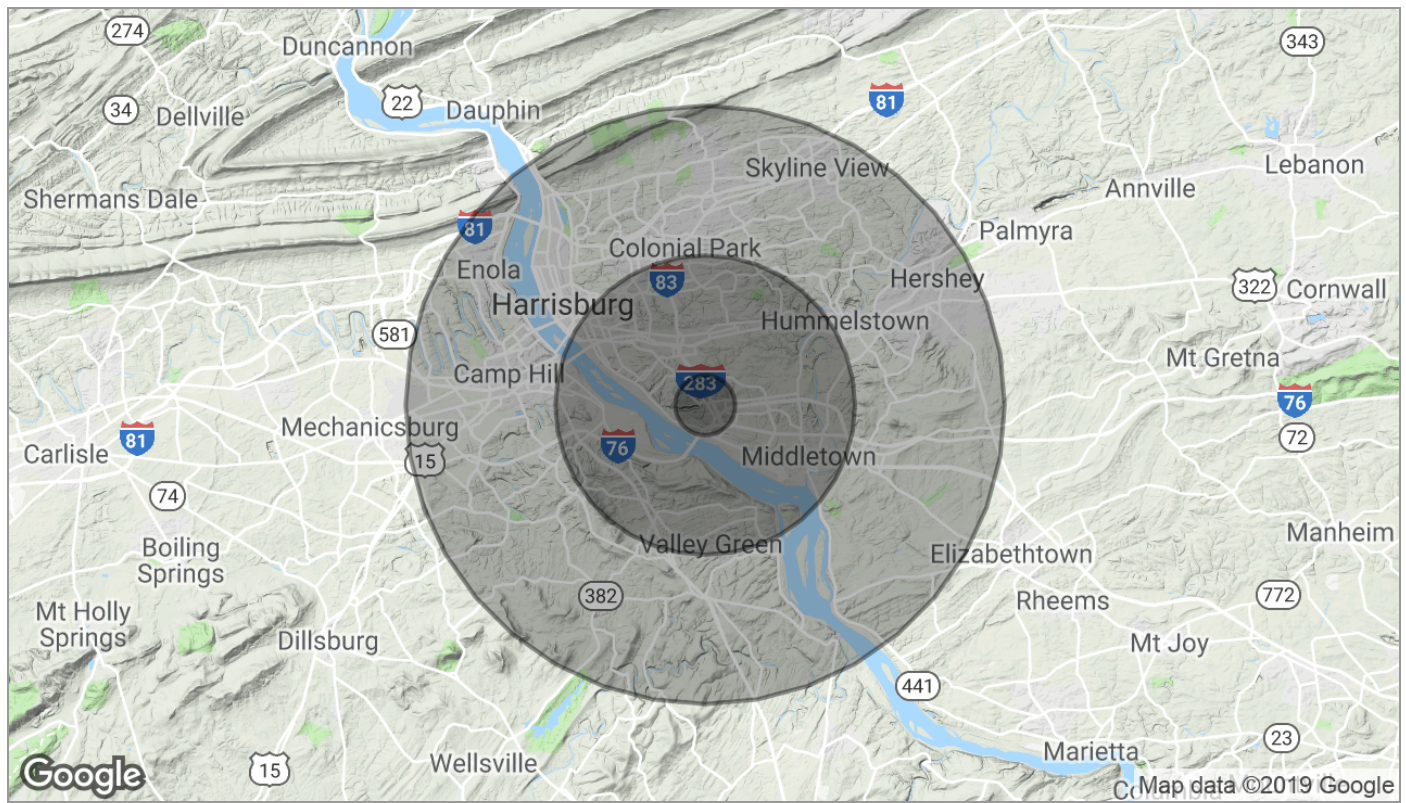 274
Duncannon
343
34
22
81
Dellville
Dauphin
Skyline View
Lebanon
Annville
Shermans Dale
81
Palmyra
Colonial Park
Enola
83
Hershey
322
Cornwall
Harrisburg
Hummelstown
581
Mt Gretna
Camp Hill
283
76
Mechanicsburg
81
72
Carlisle
15
76
Middletown
74
Manheim
Boiling
Springs
Valley Green
Elizabethtown
382
772
Rheems
Mt Holly
Springs
Dillsburg
Mt Joy
441
23
Marietta
Wellsville
15
Google
Map data ©2019 Google